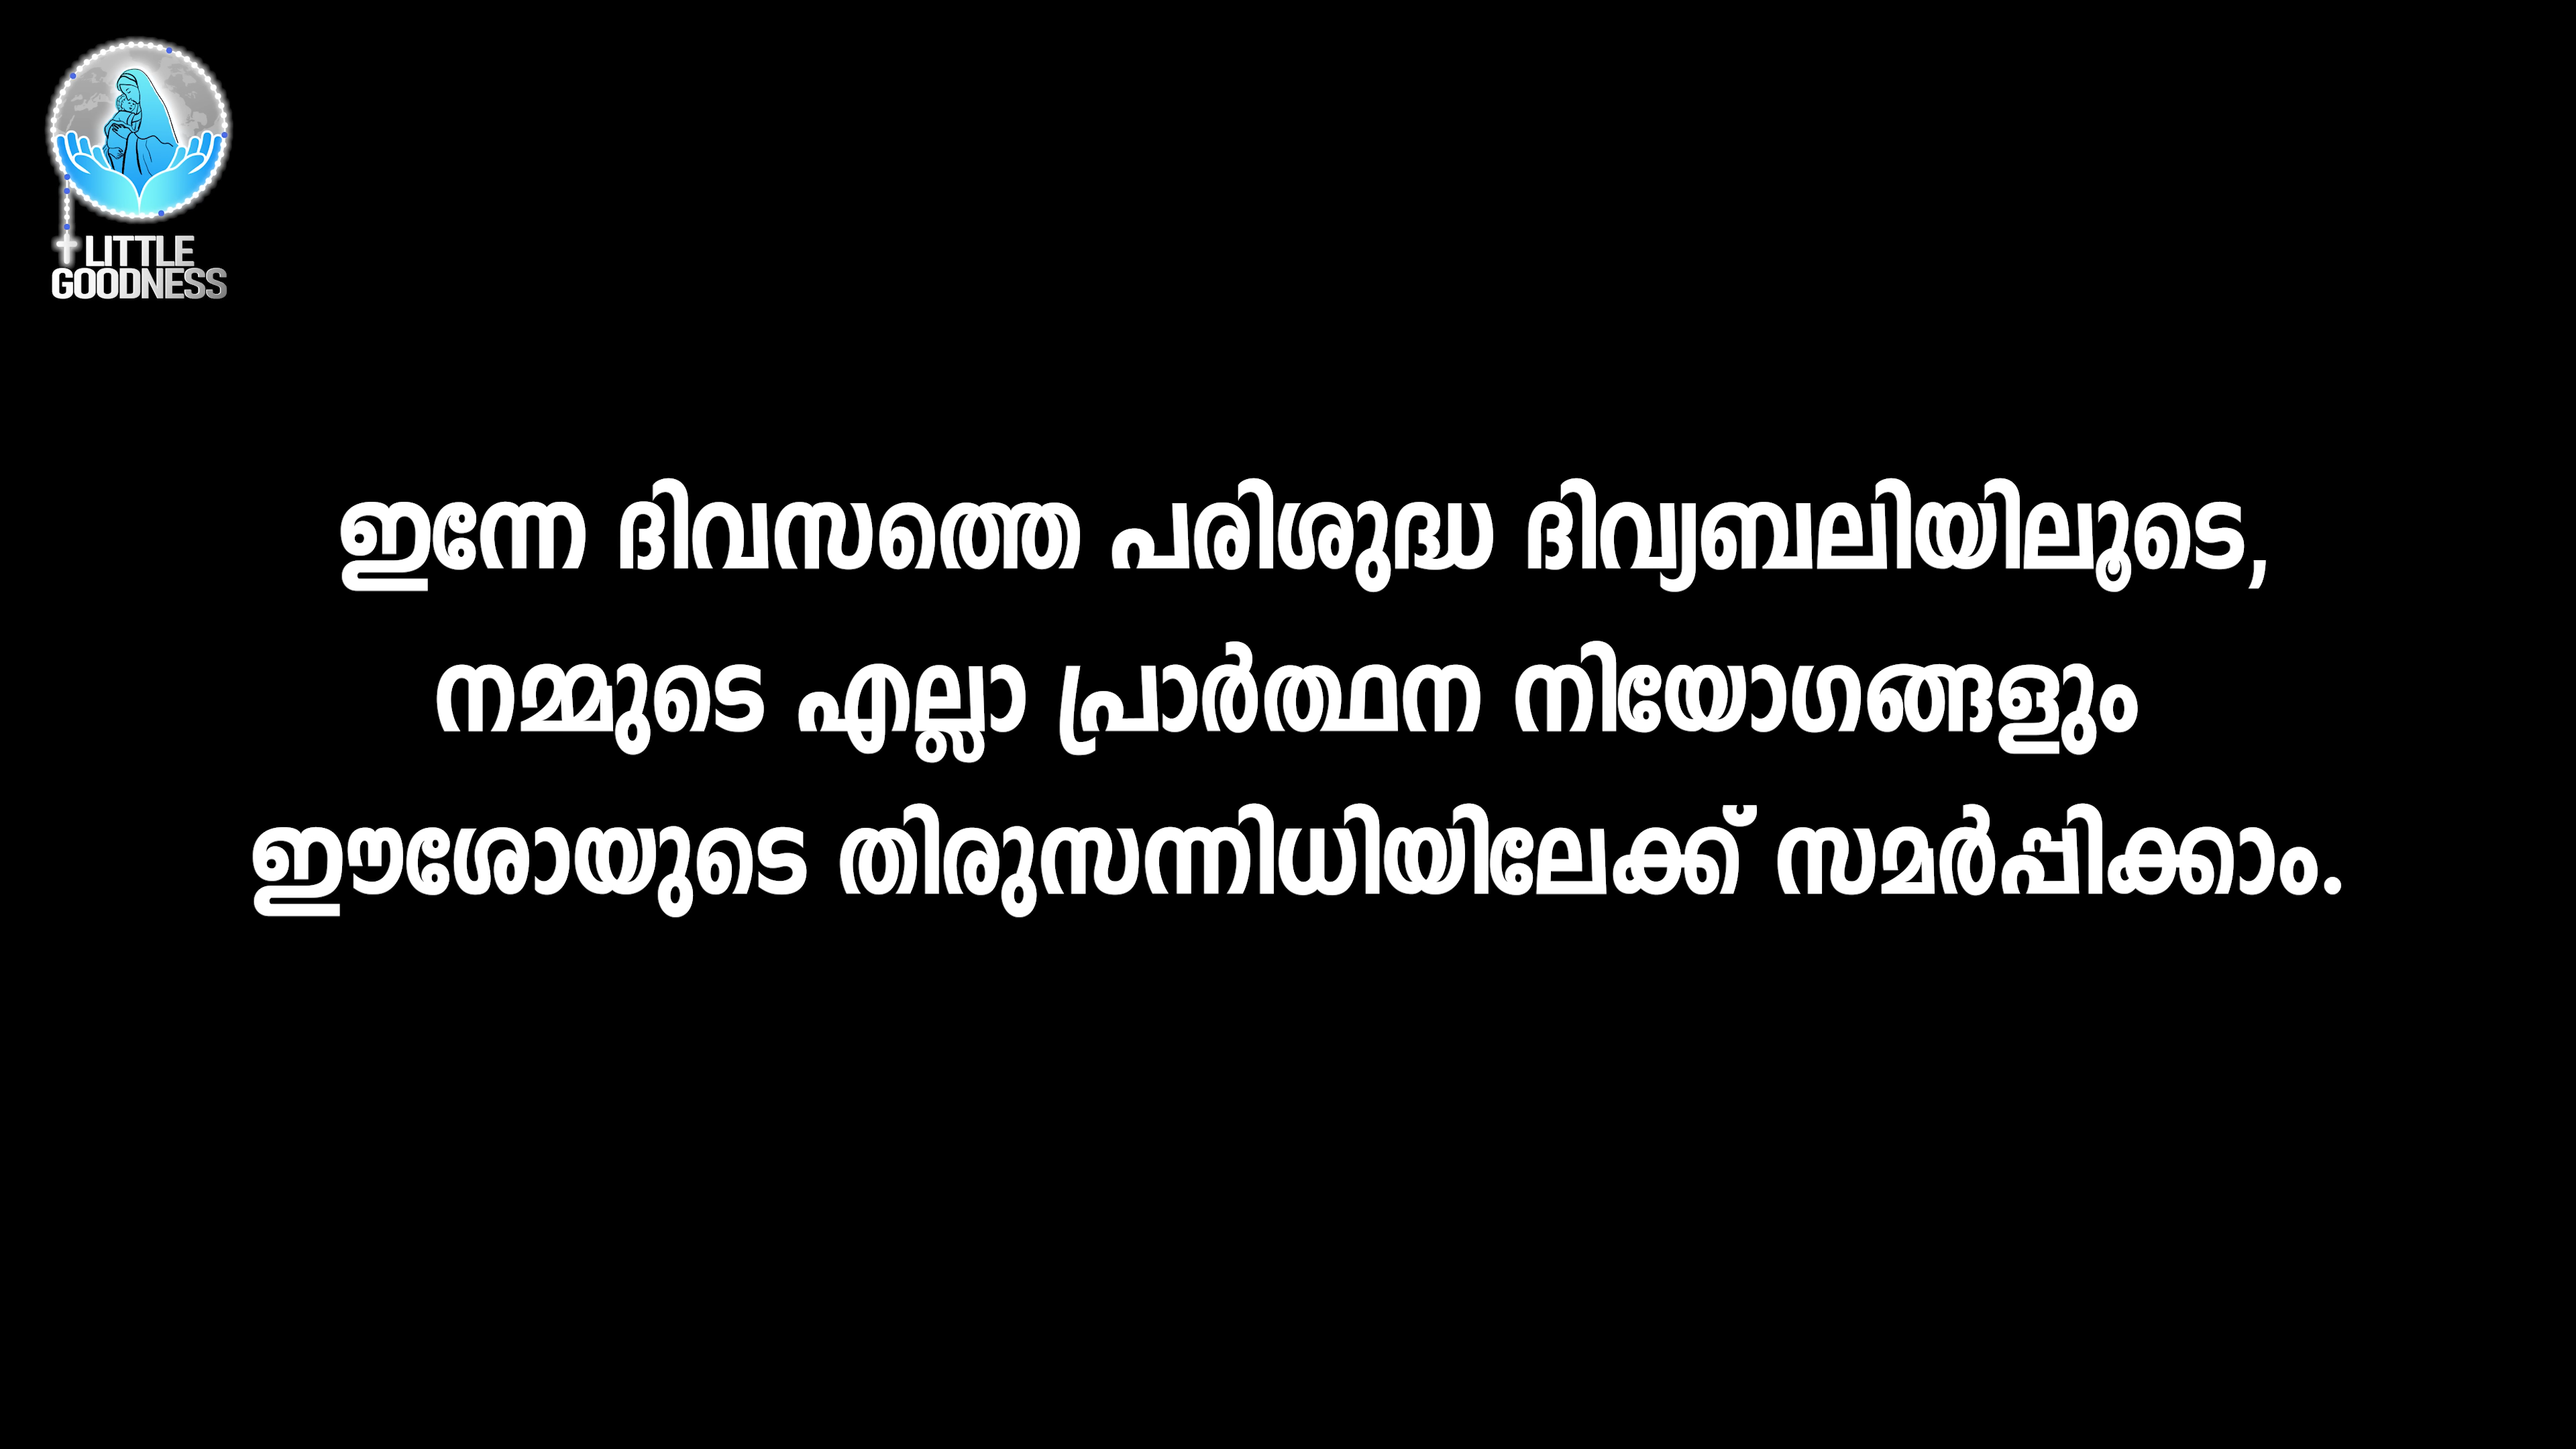 LITTLE
GOODNESS
ഇന്നേ ദിവസത്തെ പരിശുദ്ധ ദിവ്യബലിയിലൂടെ,
നമ്മുടെ എല്ലാ പ്രാർത്ഥന നിയോഗങ്ങളും
ഈശോയുടെ തിരുസന്നിധിയിലേക്ക് സമർപ്പിക്കാം.